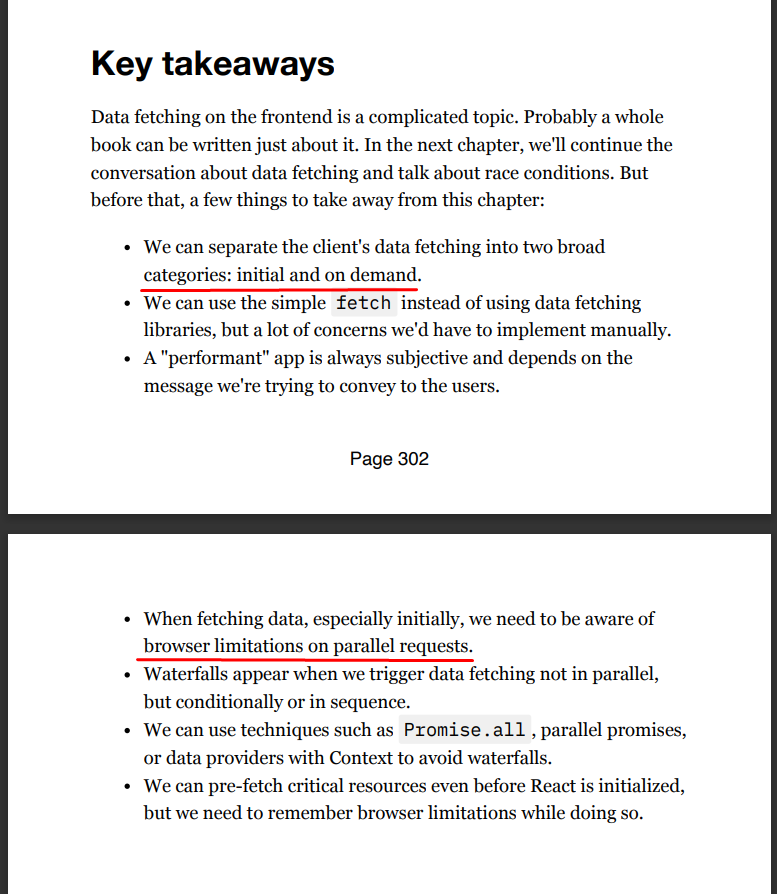 Key takeaways
Data fetching on the frontend is a complicated topic. Probably a whole
book can be written just about it. In the next chapter, we'll continue the
conversation about data fetching and talk about race conditions. But
before that, a few things to take away from this chapter:
• We can separate the client's data fetching into two broad
categories: initial and on demand.
• We can use the simple fetch instead of using data fetching
libraries, but a lot of concerns we'd have to implement manually.
• A "performant" app is always subjective and depends on the
message we're trying to convey to the users.
Page 302
• When fetching data, especially initially, we need to be aware of
browser limitations on parallel requests.
• Waterfalls appear when we trigger data fetching not in parallel,
but conditionally or in sequence.
• We can use techniques such as Promise.all, parallel promises,
or data providers with Context to avoid waterfalls.
• We can pre-fetch critical resources even before React is initialized,
but we need to remember browser limitations while doing so.